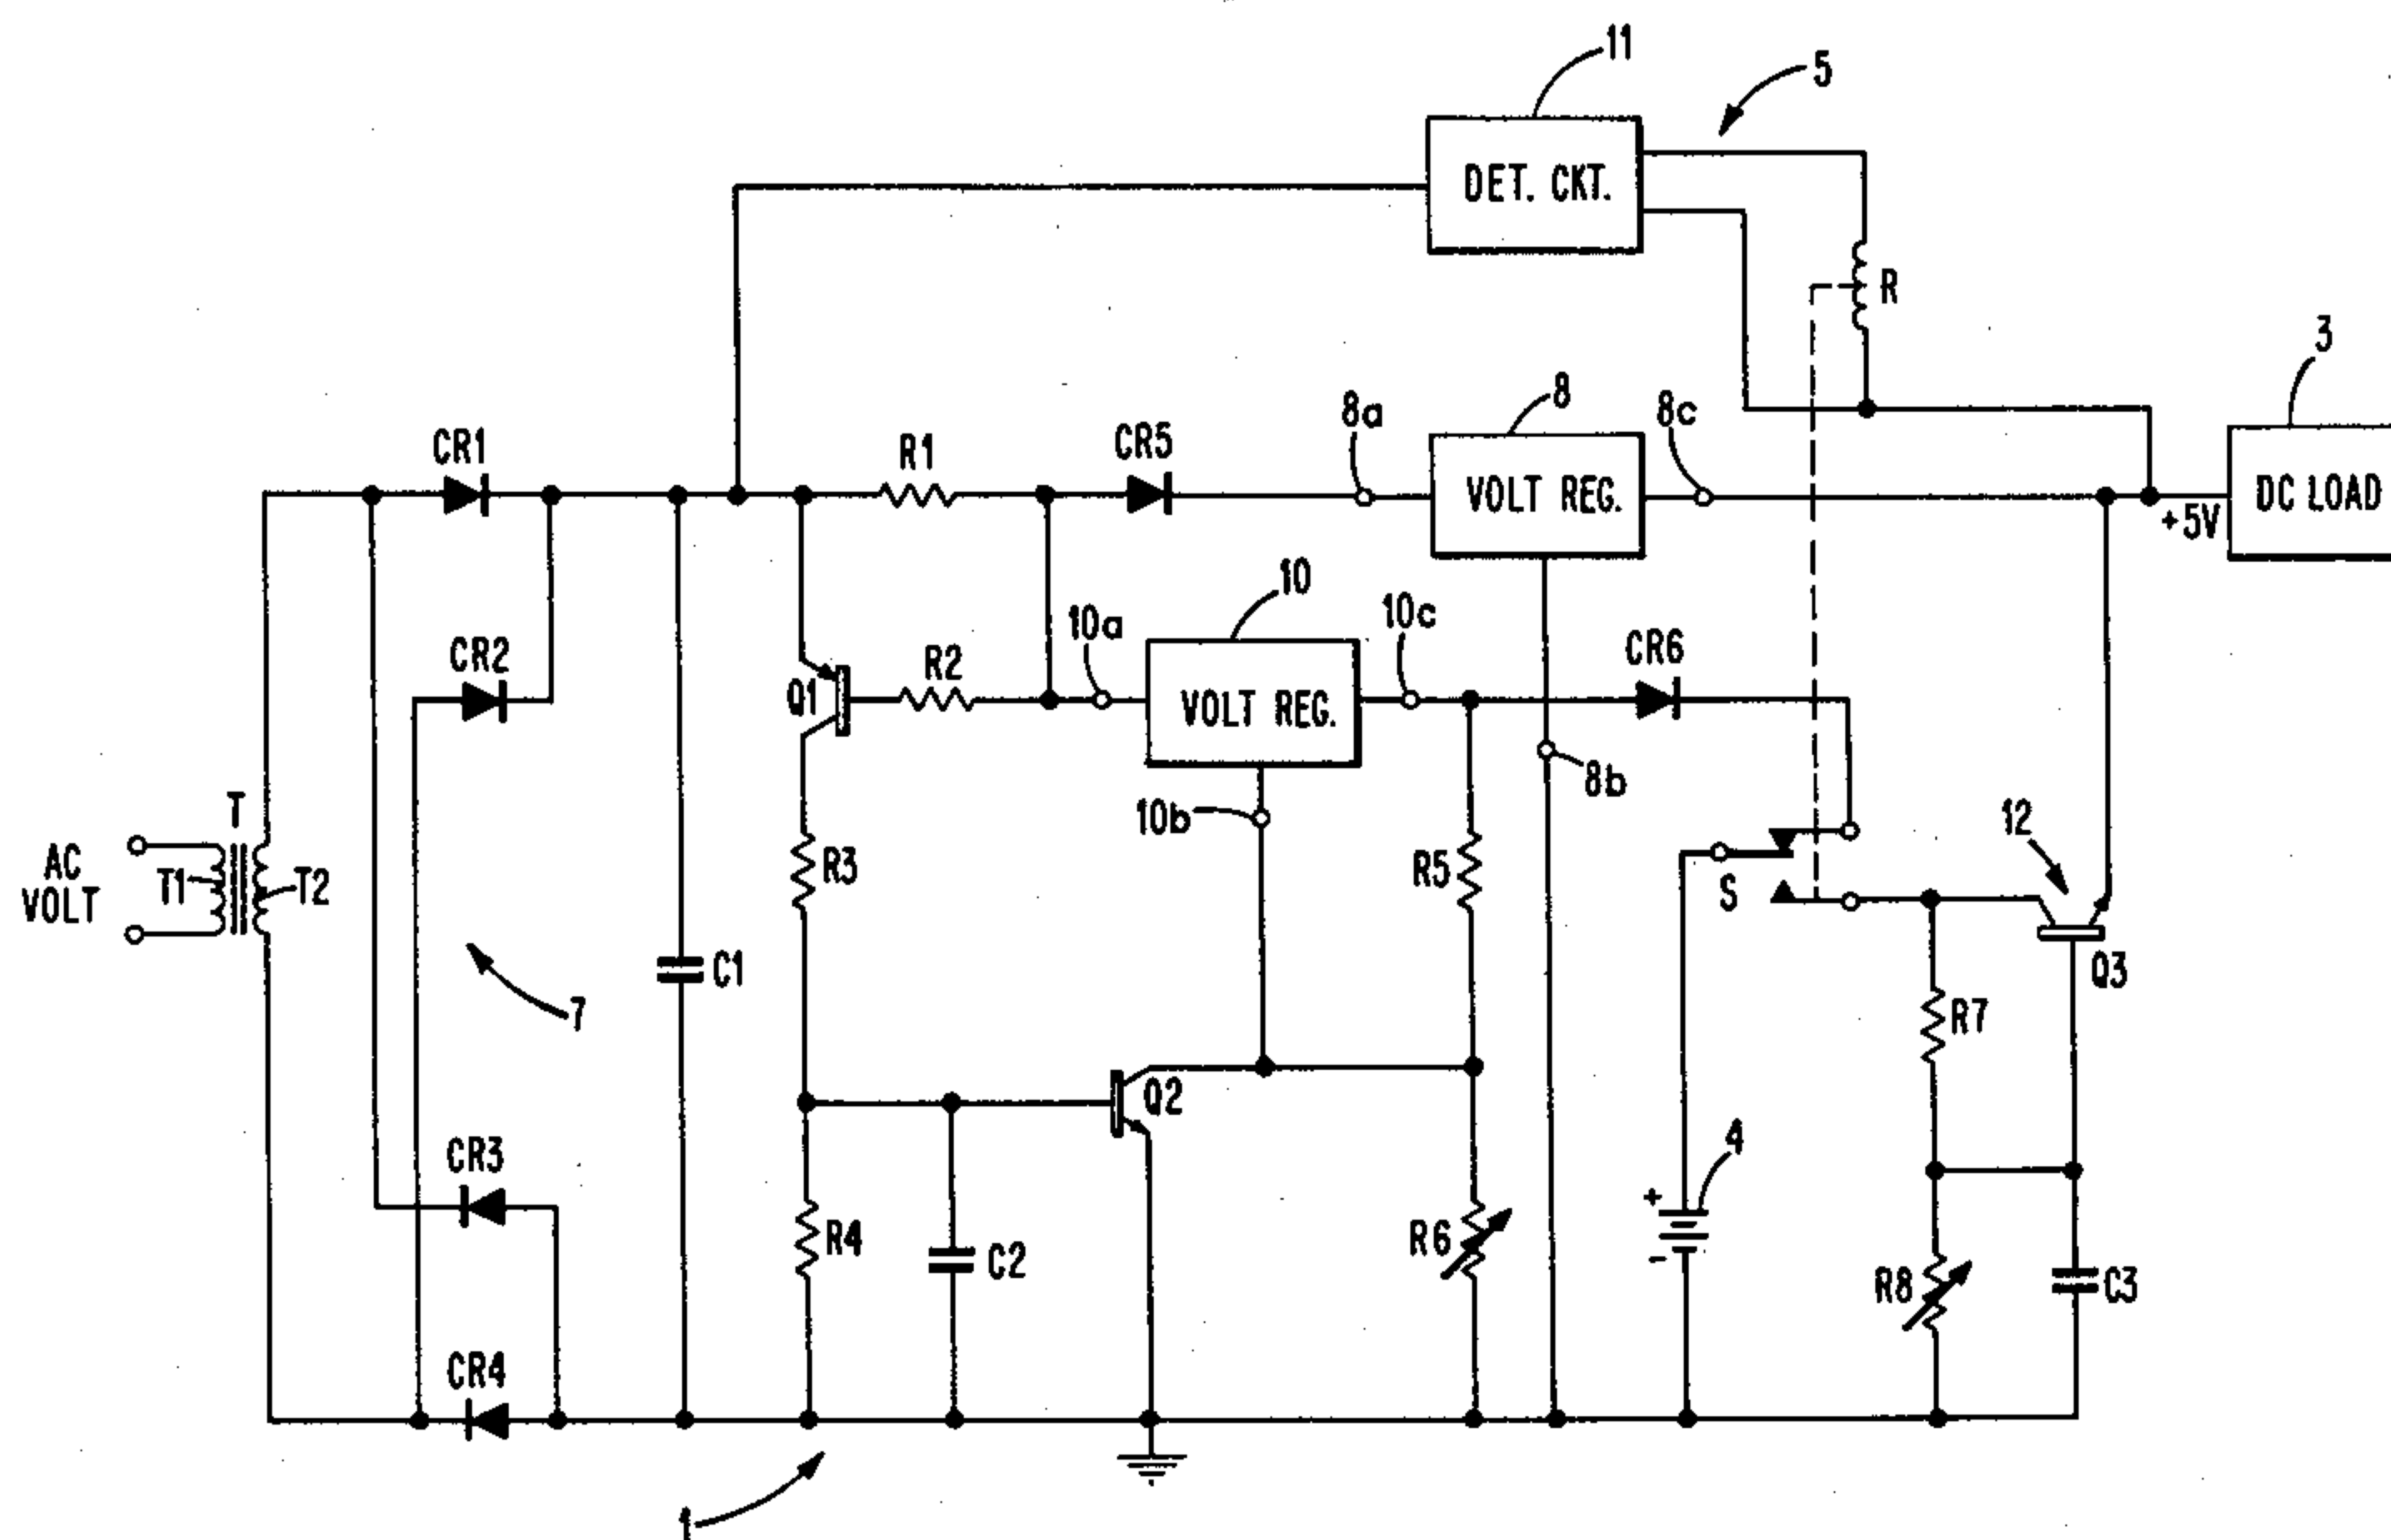 11
5
DET. CKT.
R
3
8a
8
8c
CR1
R1
CR5
VOLT REG.
+5V
DC LOAD
10
10a
10c
CR2
Q1
R2
VOLT REG.
CR6
8b
10b
T
AC
VOLT
T1
T2
R3
R5
S
12
Q3
C1
7
R7
Q2
4
CR3
+
-
R4
C2
R6
R8
C3
CR4
1